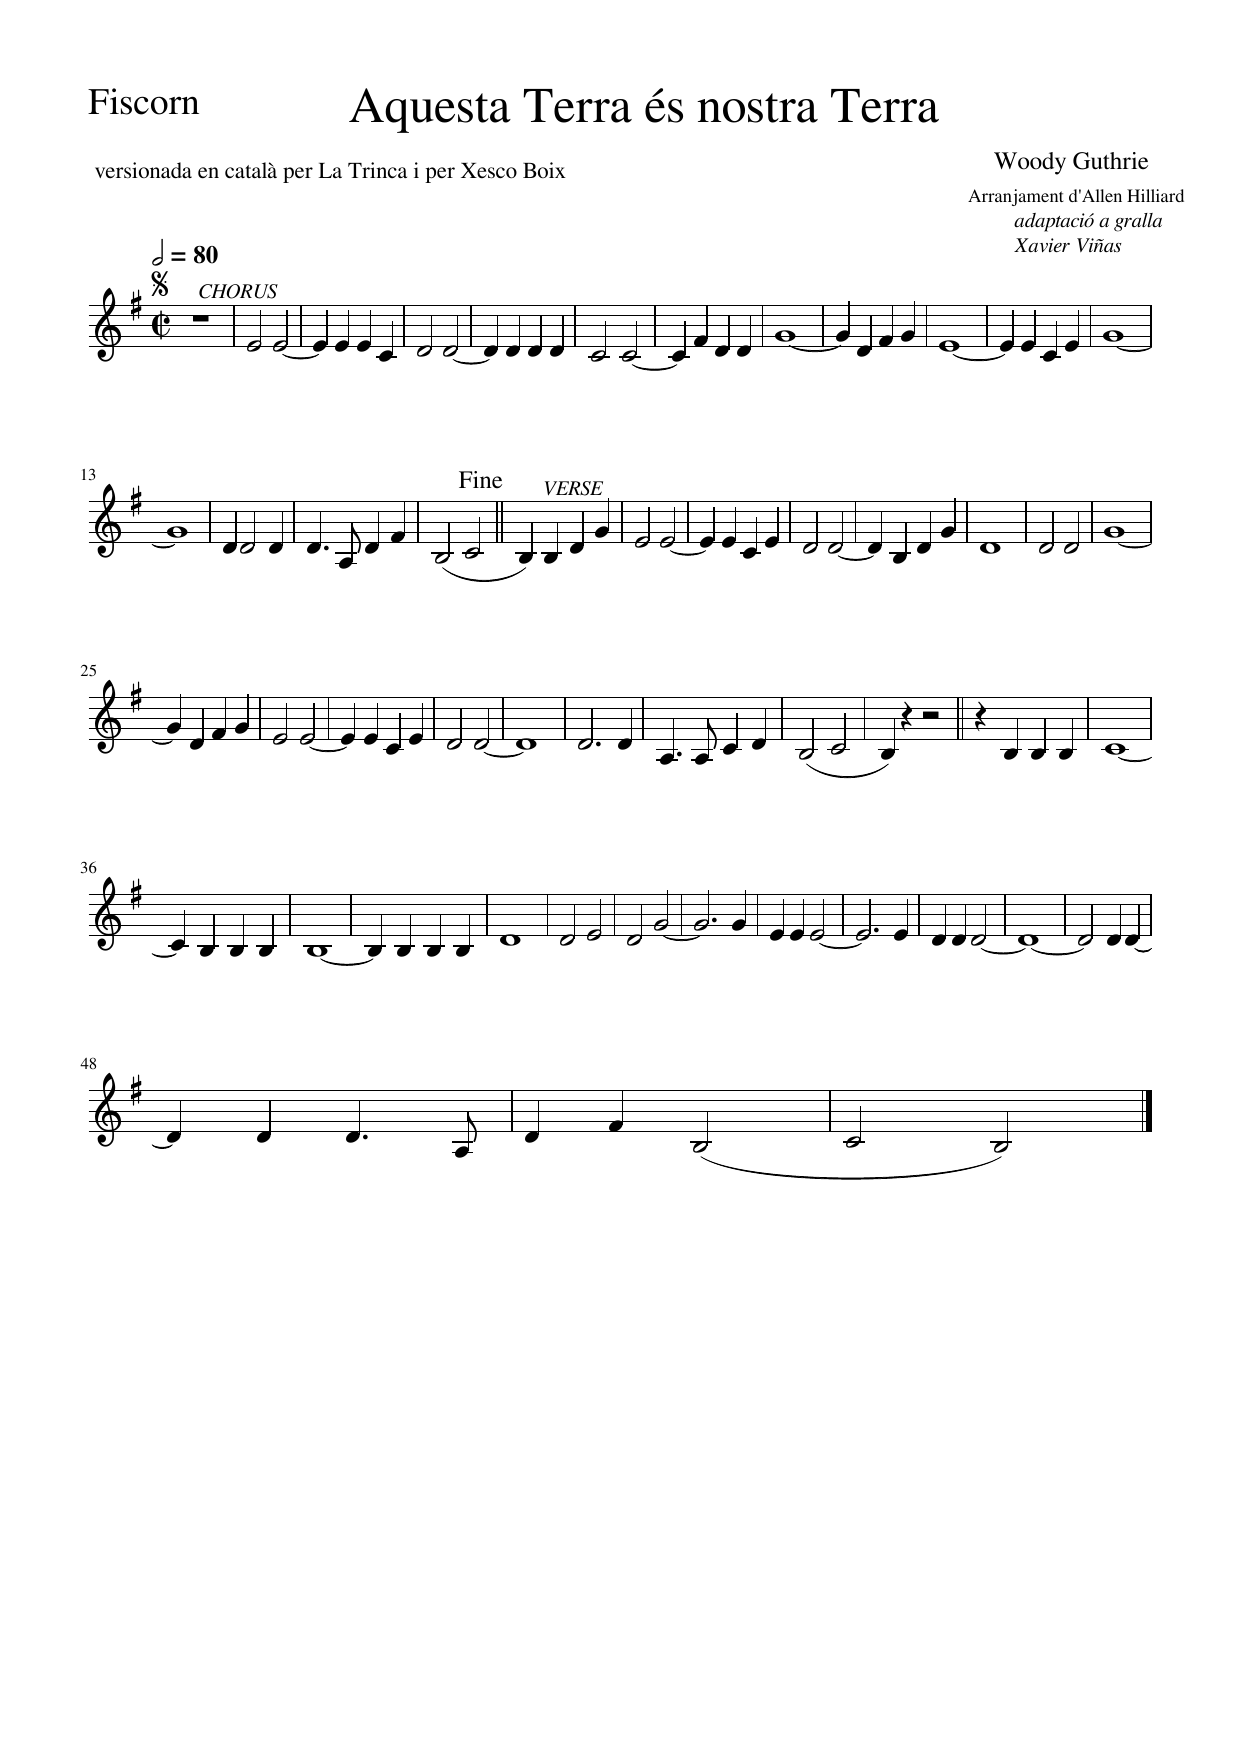 Fiscorn
Aquesta Terra és nostra Terra
versionada en català per La Trinca i per Xesco Boix
Woody Guthrie
Arranjament d'Allen Hilliard
adaptació a gralla
Xavier Viñas
= 80
CHORUS
13
Fine
VERSE
25
36
48